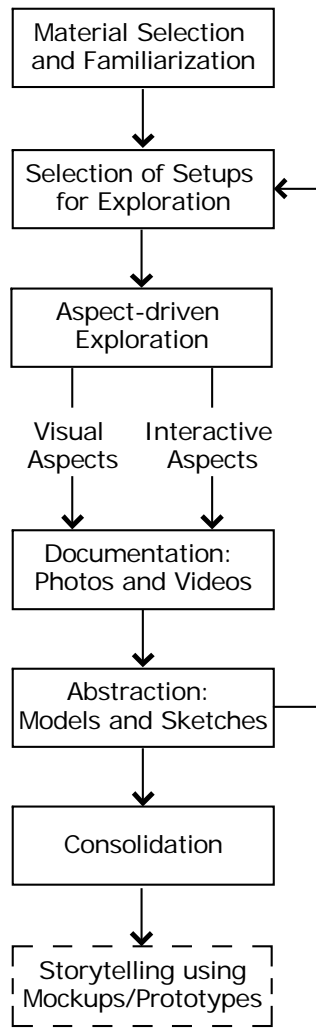 Material Selection
and Familiarization
Selection of Setups
for Exploration
Aspect-driven
Exploration
Visual
Aspects
Interactive
Aspects
Documentation:
Photos and Videos
Abstraction:
Models and Sketches
Consolidation
Storytelling using
Mockups/Prototypes